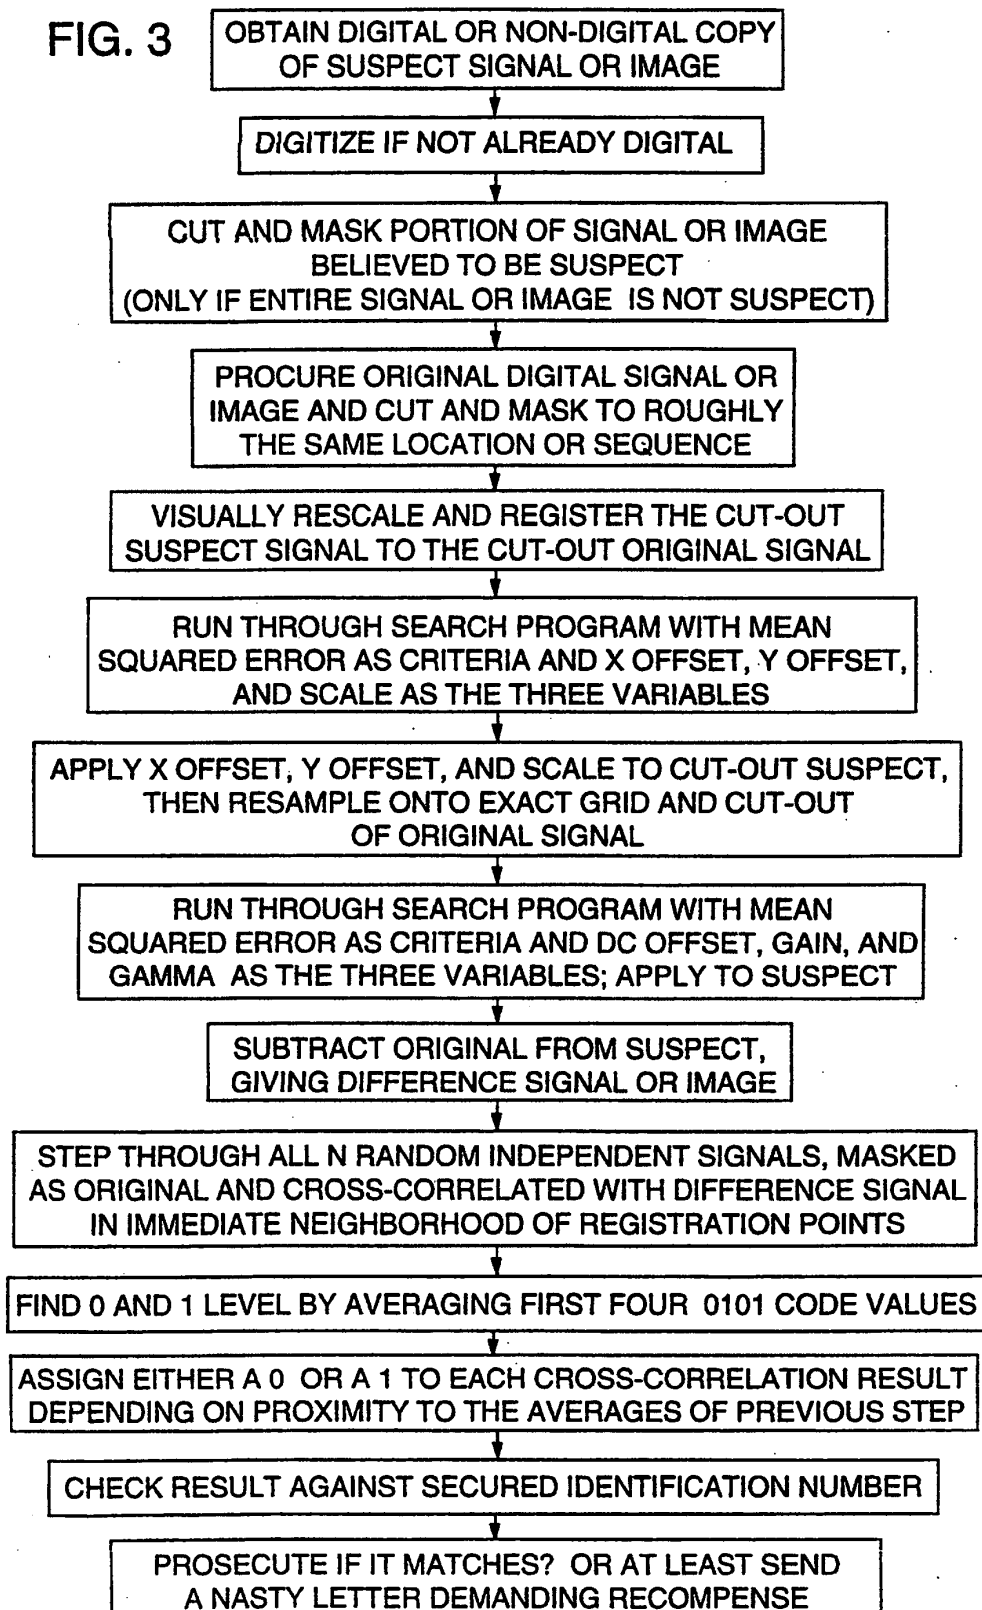 FIG. 3
OBTAIN DIGITAL OR NON-DIGITAL COPY
OF SUSPECT SIGNAL OR IMAGE
DIGITIZE IF NOT ALREADY DIGITAL
CUT AND MASK PORTION OF SIGNAL OR IMAGE
BELIEVED TO BE SUSPECT
(ONLY IF ENTIRE SIGNAL OR IMAGE IS NOT SUSPECT)
PROCURE ORIGINAL DIGITAL SIGNAL OR
IMAGE AND CUT AND MASK TO ROUGHLY
THE SAME LOCATION OR SEQUENCE
VISUALLY RESCALE AND REGISTER THE CUT-OUT
SUSPECT SIGNAL TO THE CUT-OUT ORIGINAL SIGNAL
RUN THROUGH SEARCH PROGRAM WITH MEAN
SQUARED ERROR AS CRITERIA AND X OFFSET, Y OFFSET,
AND SCALE AS THE THREE VARIABLES
APPLY X OFFSET, Y OFFSET, AND SCALE TO CUT-OUT SUSPECT,
THEN RESAMPLE ONTO EXACT GRID AND CUT-OUT
OF ORIGINAL SIGNAL
RUN THROUGH SEARCH PROGRAM WITH MEAN
SQUARED ERROR AS CRITERIA AND DC OFFSET, GAIN, AND
GAMMA AS THE THREE VARIABLES; APPLY TO SUSPECT
SUBTRACT ORIGINAL FROM SUSPECT,
GIVING DIFFERENCE SIGNAL OR IMAGE
STEP THROUGH ALL N RANDOM INDEPENDENT SIGNALS, MASKED
AS ORIGINAL AND CROSS-CORRELATED WITH DIFFERENCE SIGNAL
IN IMMEDIATE NEIGHBORHOOD OF REGISTRATION POINTS
FIND 0 AND 1 LEVEL BY AVERAGING FIRST FOUR 0101 CODE VALUES
ASSIGN EITHER A 0 OR A 1 TO EACH CROSS-CORRELATION RESULT
DEPENDING ON PROXIMITY TO THE AVERAGES OF PREVIOUS STEP
CHECK RESULT AGAINST SECURED IDENTIFICATION NUMBER
PROSECUTE IF IT MATCHES? OR AT LEAST SEND
A NASTY LETTER DEMANDING RECOMPENSE